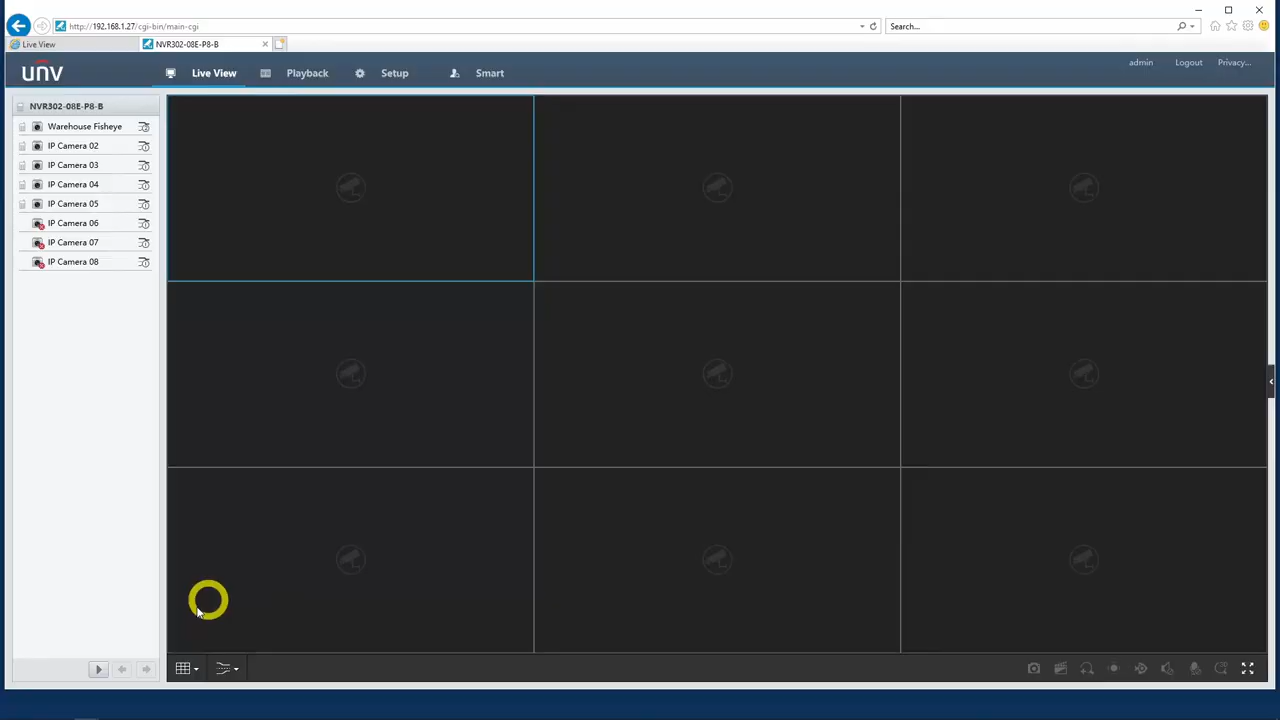 http://192.168.1.27/cgi-bin/main-cgi
Search...
Live View
NVR302-08E-P8-B
unv
Live View
Playback
Setup
Smart
admin
Logout
Privacy...
NVR302-08E-P8-B
Warehouse Fisheye
IP Camera 02
IP Camera 03
IP Camera 04
IP Camera 05
IP Camera 06
IP Camera 07
IP Camera 08